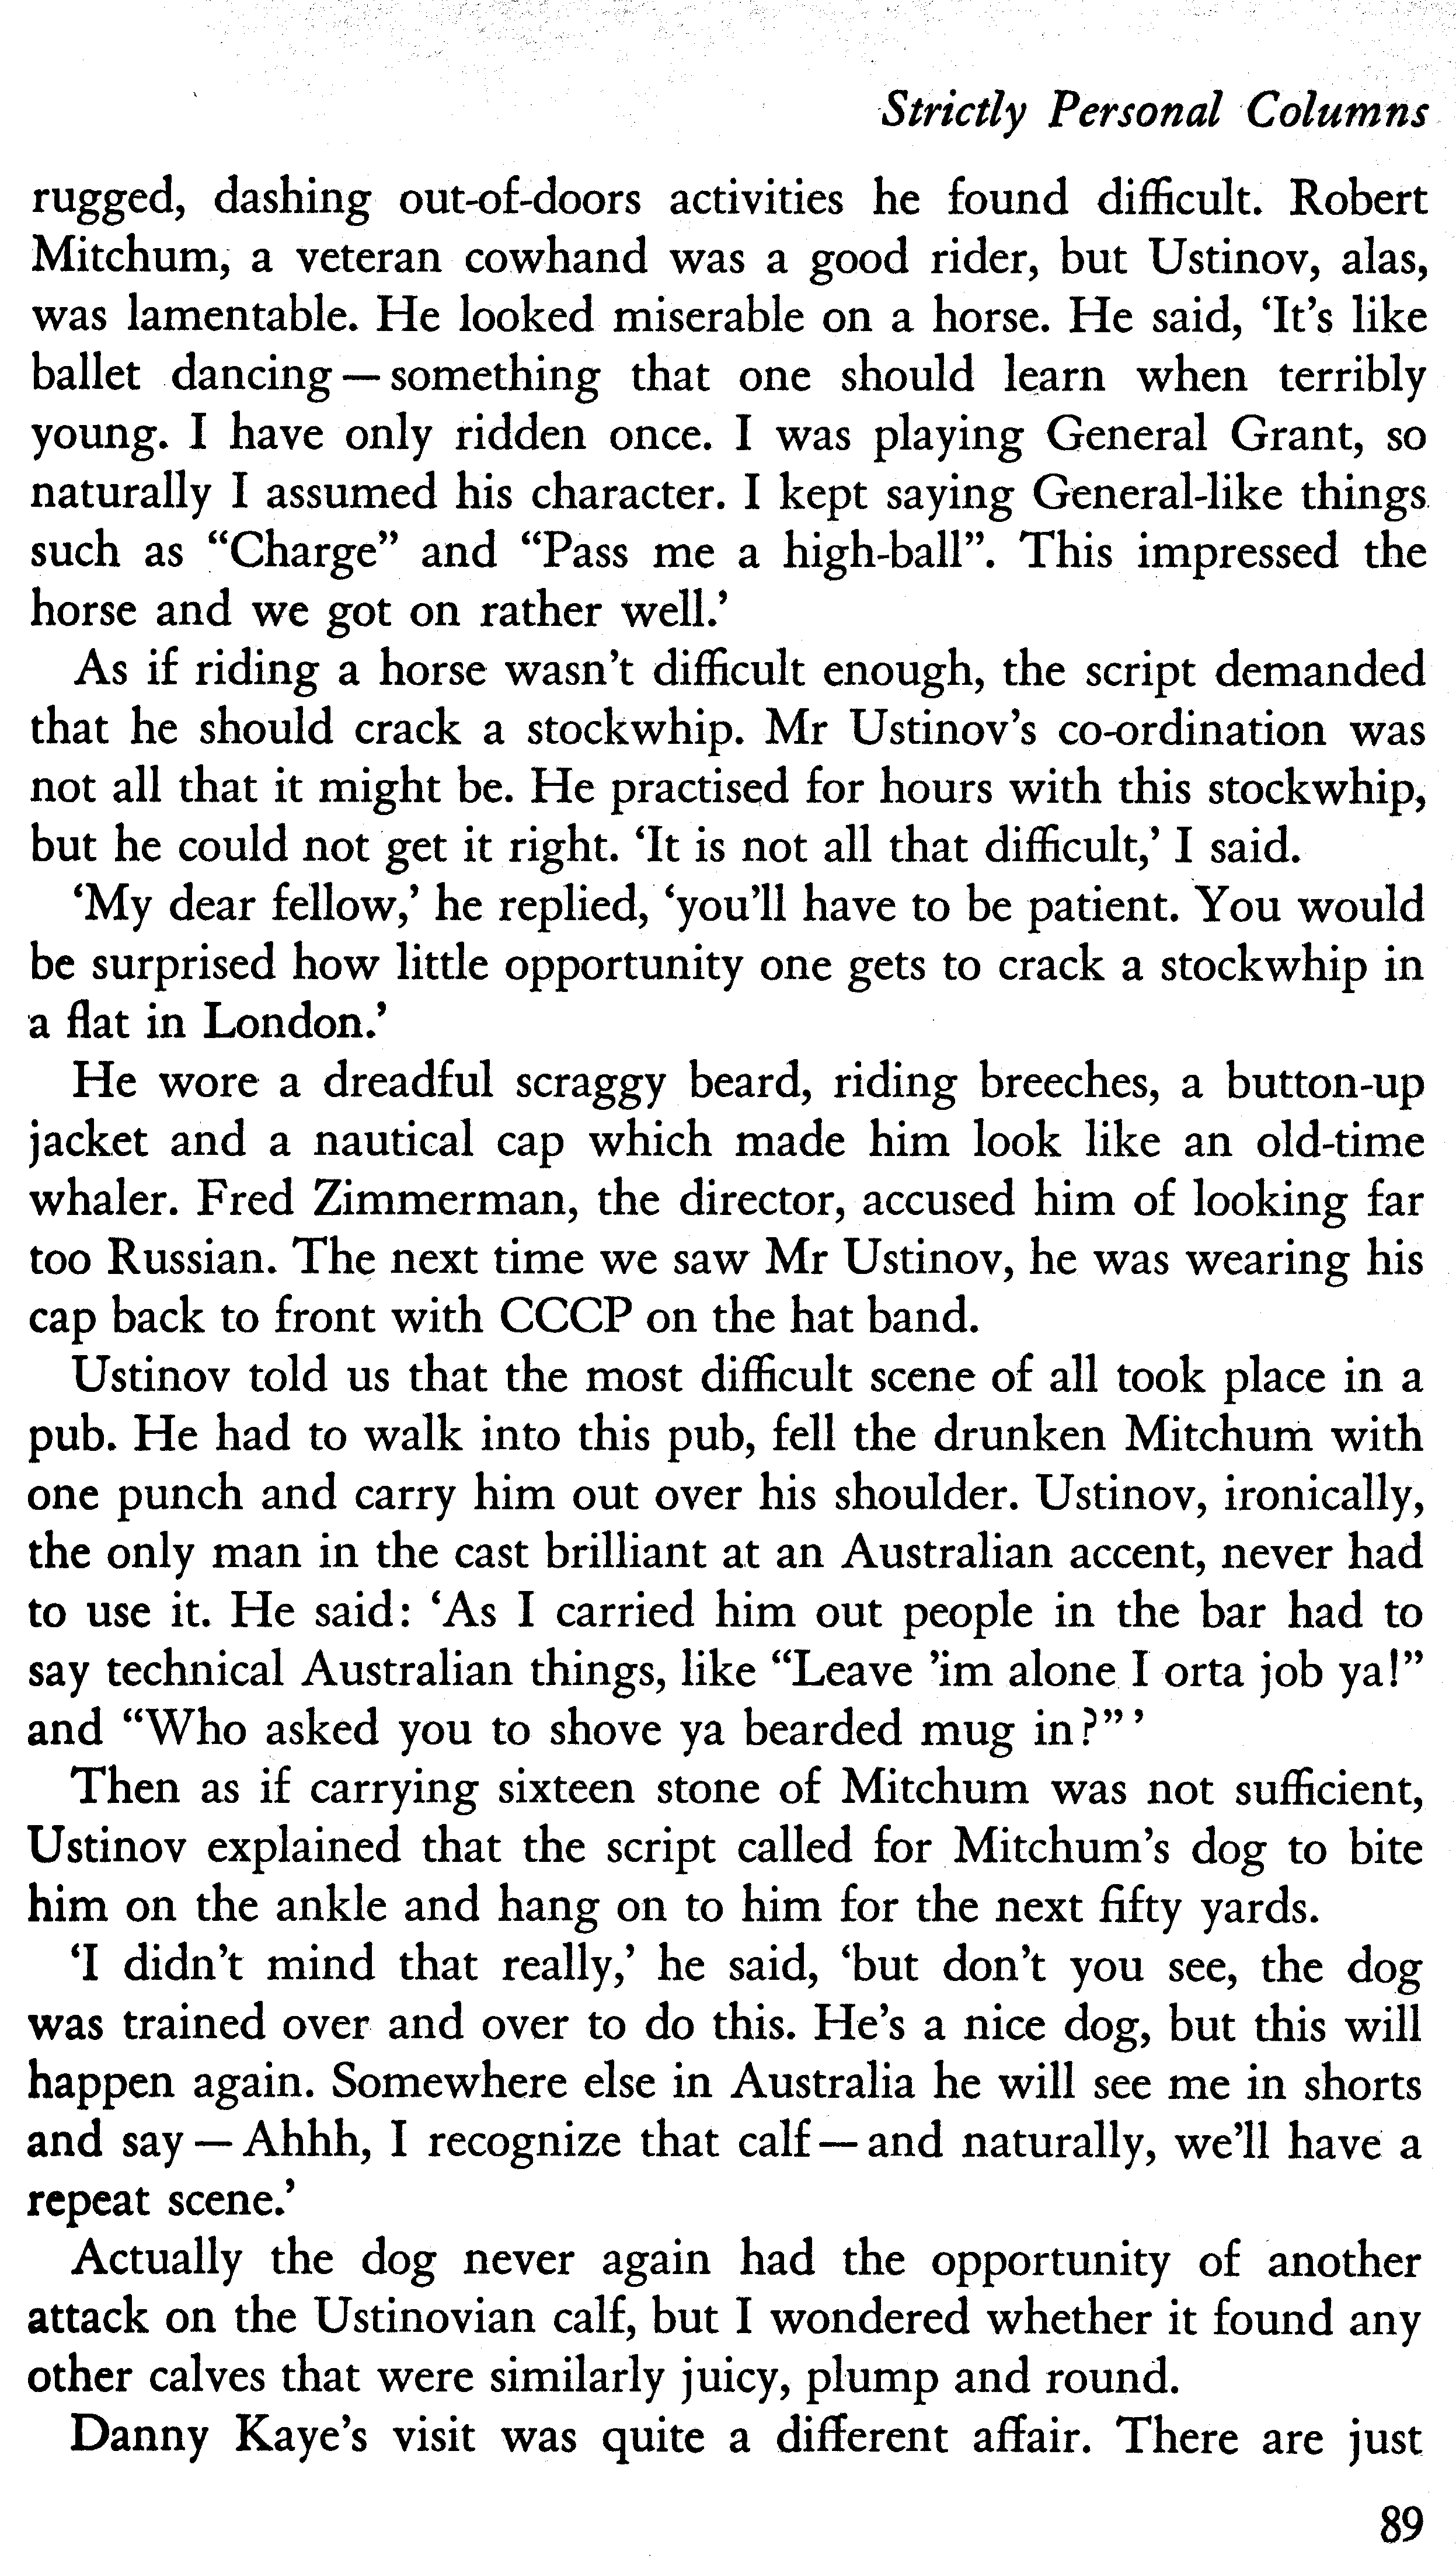 Strictly Personal Columns
rugged, dashing out-of-doors activities he found difficult. Robert
Mitchum, a veteran cowhand was a good rider, but Ustinov, alas,
was lamentable. He looked miserable on a horse. He said, ‘It's like
ballet dancing — something that one should learn when terribly
young. I have only ridden once. I was playing General Grant, so
naturally I assumed his character. I kept saying General-like things
such as “Charge” and “Pass me a high-ball”. This impressed the
horse and we got on rather well.’
As if riding a horse wasn't difficult enough, the script demanded
that he should crack a stockwhip. Mr Ustinov's co-ordination was
not all that it might be. He practised for hours with this stockwhip,
but he could not get it right. ‘It is not all that difficult,’ I said.
‘My dear fellow,’ he replied, ‘you'll have to be patient. You would
be surprised how little opportunity one gets to crack a stockwhip in
a flat in London.’
He wore a dreadful scraggy beard, riding breeches, a button-up
jacket and a nautical cap which made him look like an old-time
whaler. Fred Zimmerman, the director, accused him of looking far
too Russian. The next time we saw Mr Ustinov, he was wearing his
cap back to front with CCCP on the hat band.
Ustinov told us that the most difficult scene of all took place in a
pub. He had to walk into this pub, fell the drunken Mitchum with
one punch and carry him out over his shoulder. Ustinov, ironically,
the only man in the cast brilliant at an Australian accent, never had
to use it. He said: ‘As I carried him out people in the bar had to
say technical Australian things, like “Leave 'im alone I orta job ya!”
and “Who asked you to shove ya bearded mug in?” ’
Then as if carrying sixteen stone of Mitchum was not sufficient,
Ustinov explained that the script called for Mitchum's dog to bite
him on the ankle and hang on to him for the next fifty yards.
‘I didn't mind that really,’ he said, ‘but don't you see, the dog
was trained over and over to do this. He's a nice dog, but this will
happen again. Somewhere else in Australia he will see me in shorts
and say — Ahhh, I recognize that calf — and naturally, we'll have a
repeat scene.’
Actually the dog never again had the opportunity of another
attack on the Ustinovian calf, but I wondered whether it found any
other calves that were similarly juicy, plump and round.
Danny Kaye's visit was quite a different affair. There are just
89